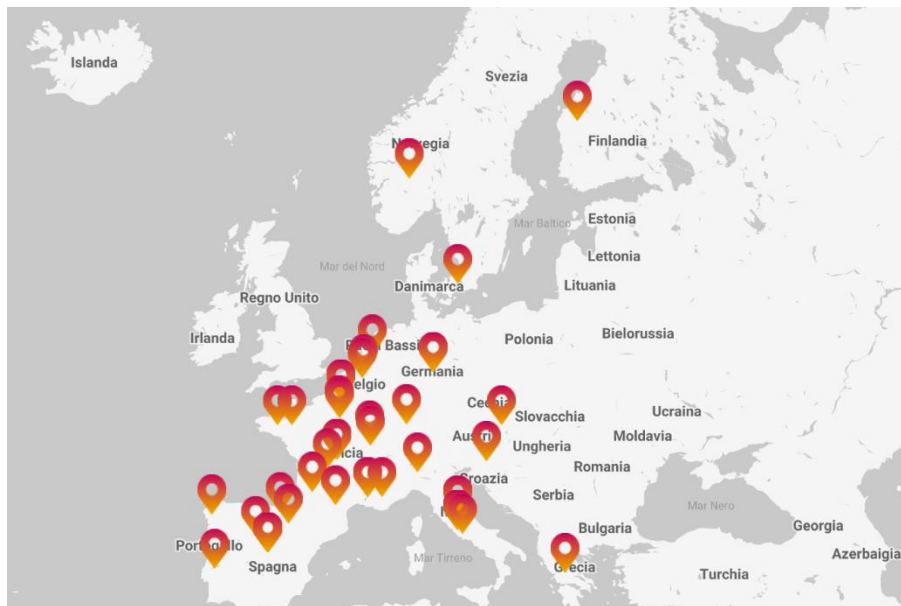 Islanda
Svezia
Finlandia
Estonia
Mar Baltico
Lettonia
Mar del Nord
Danimarca
Lituania
Regno Unito
Irlanda
Polonia
Bielorussia
Germania
Slovacchia
Ucraina
Ungheria
Moldavia
Romania
Croazia
Serbia
Mar Nero
Bulgaria
Georgia
Azerbaigia
Mar Tirreno
Spagna
Grecia
Turchia